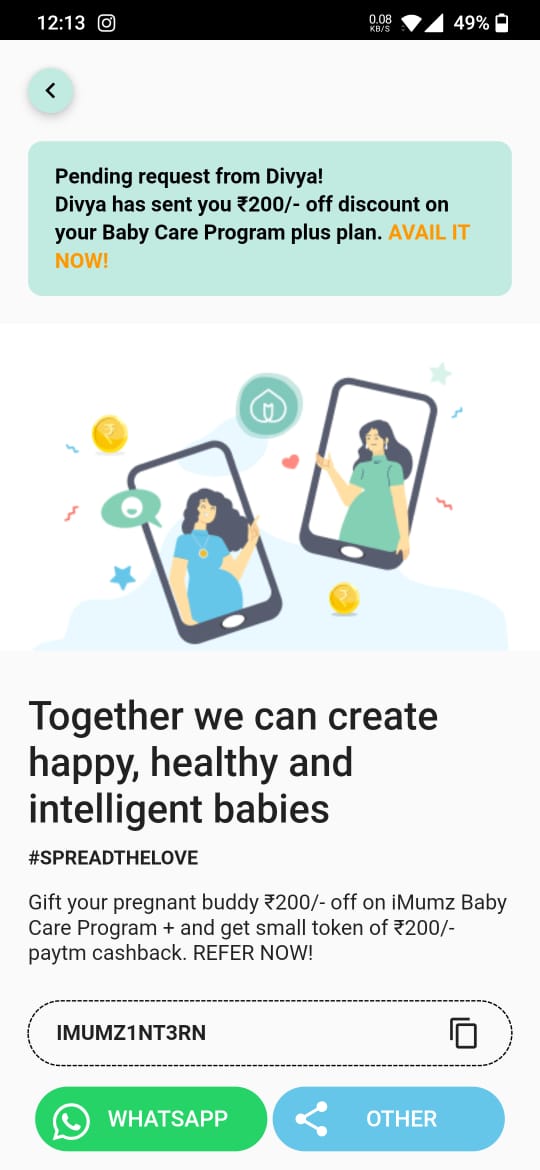 12:13
0.08
KB/S
49%
Pending request from Divya!
Divya has sent you ₹200/- off discount on
your Baby Care Program plus plan. AVAIL IT
NOW!
Together we can create
happy, healthy and
intelligent babies
#SPREADTHELOVE
Gift your pregnant buddy ₹200/- off on iMumz Baby
Care Program + and get small token of ₹200/-
paytm cashback. REFER NOW!
IMUMZ1NT3RN
WHATSAPP
OTHER